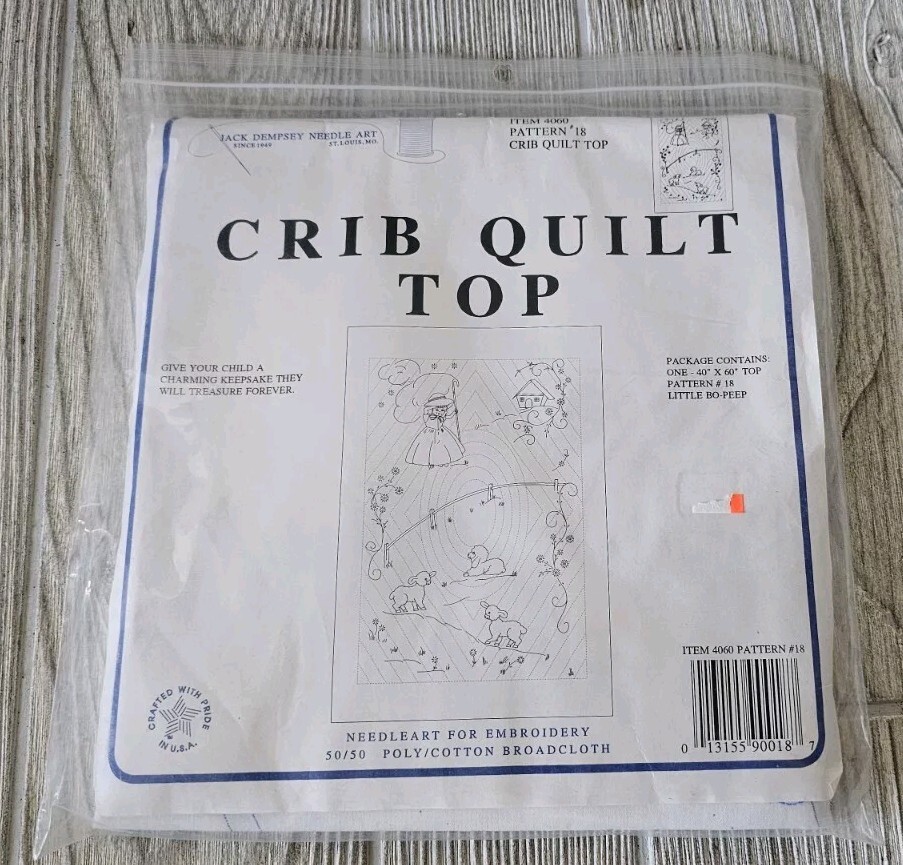 JACK DEMPSEY NEEDLE ART
SINCE 1949 ST. LOUIS, MO.
ITEM 4060
PATTERN #18
CRIB QUILT TOP
CRIB QUILT
TOP
GIVE YOUR CHILD A
CHARMING KEEPSAKE THEY
WILL TREASURE FOREVER.
PACKAGE CONTAINS:
ONE - 40" X 60" TOP
PATTERN # 18
LITTLE BO-PEEP
CRAFTED WITH PRIDE
IN U.S.A.
NEEDLEART FOR EMBROIDERY
50/50 POLY/COTTON BROADCLOTH
ITEM 4060 PATTERN #18
0 13155 90018 7